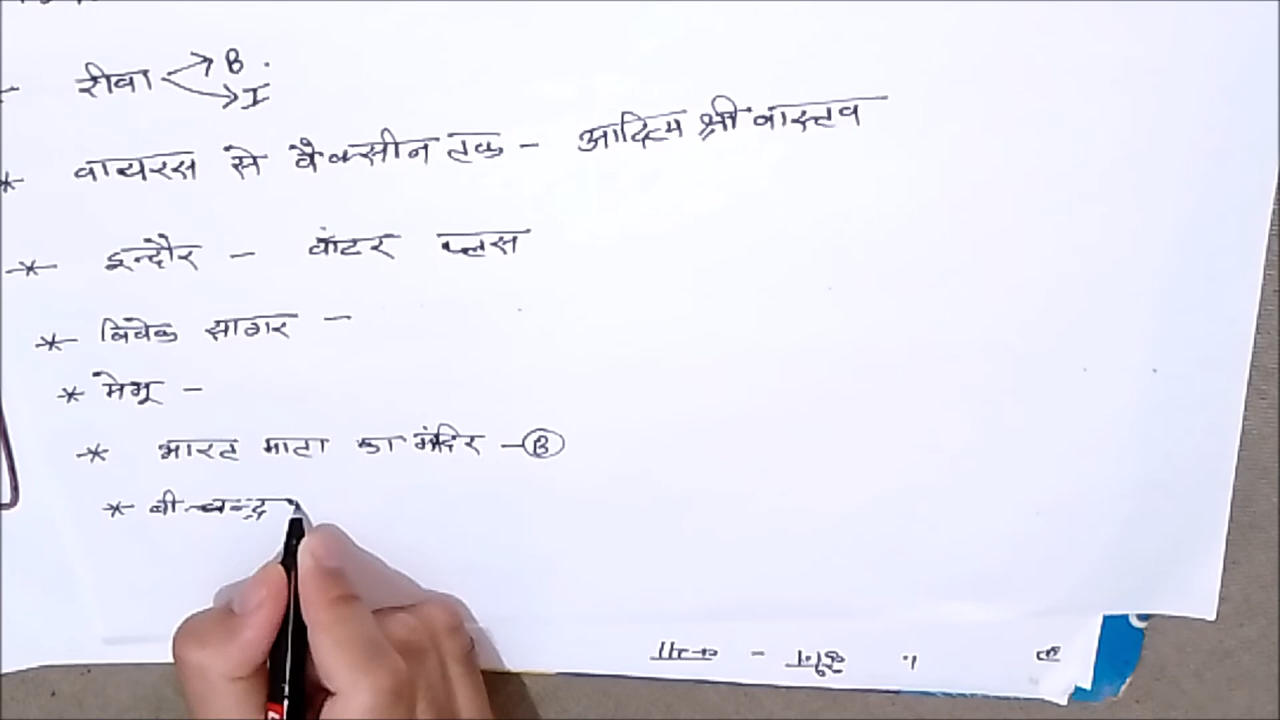 रीवा B.
I
* वायरस से वैक्सीन तक - आदित्य श्रीवास्तव
* इन्दौर - वॉटर प्लस
* विवेक सागर -
* मेमू -
* भारत माता का मंदिर - B
* बी चन्द्र